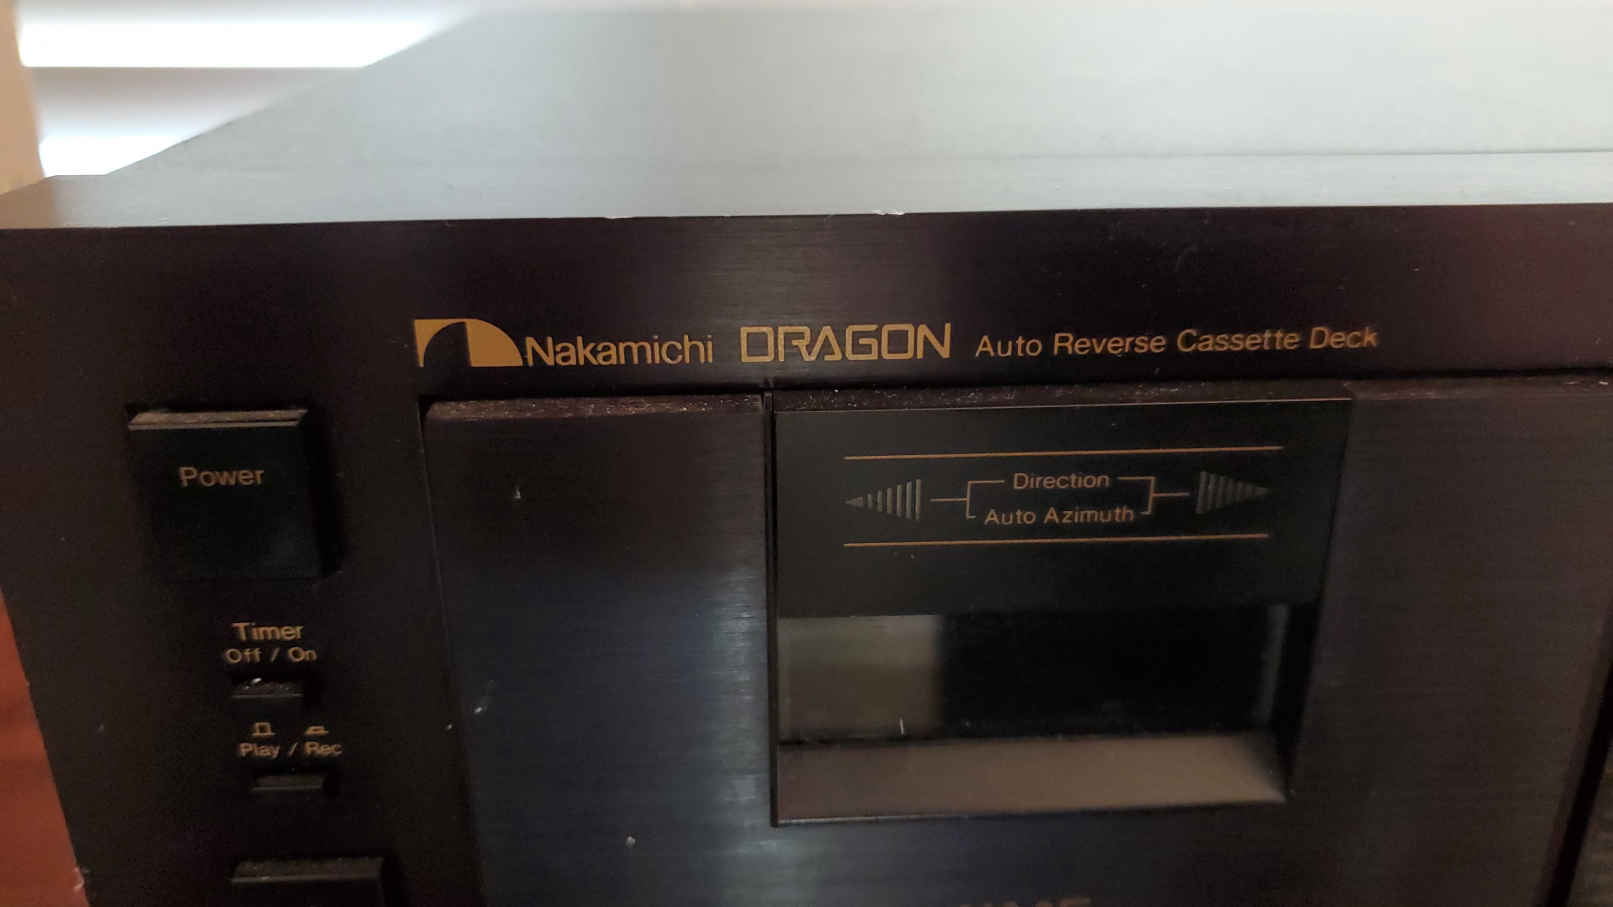 Nakamichi DRAGON Auto Reverse Cassette Deck
Power
Direction
Auto Azimuth
Timer
Off / On
Play / Rec